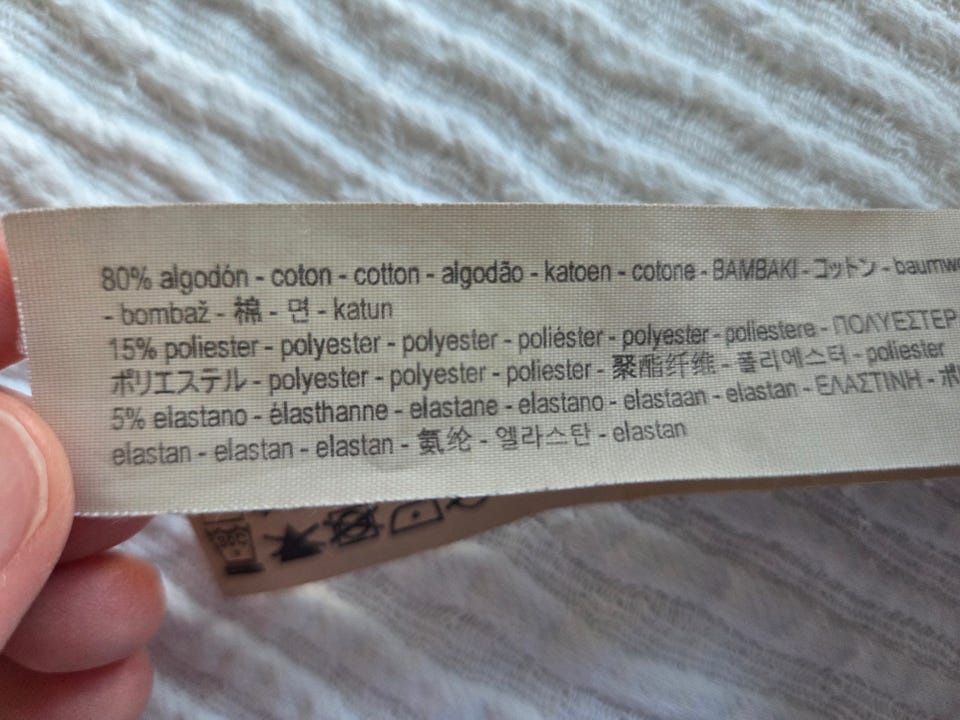 80% algodón - coton - cotton - algodão - katoen - cotone - BAMBAKI - コットン -
- bombaž - 棉 - 면 - katun
15% poliester - polyester - polyester - poliéster - polyester - poliestere - ΠΟΛΥΕΣΤΕΡ
ポリエステル - polyester - polyester - poliester - 聚酯纤维 - 폴리에스터 - poliester
5% elastano - élasthanne - elastane - elastano - elastaan - elastan - ΕΛΑΣΤΙΝΗ -
elastan - elastan - elastan - 氨纶 - 엘라스탄 - elastan